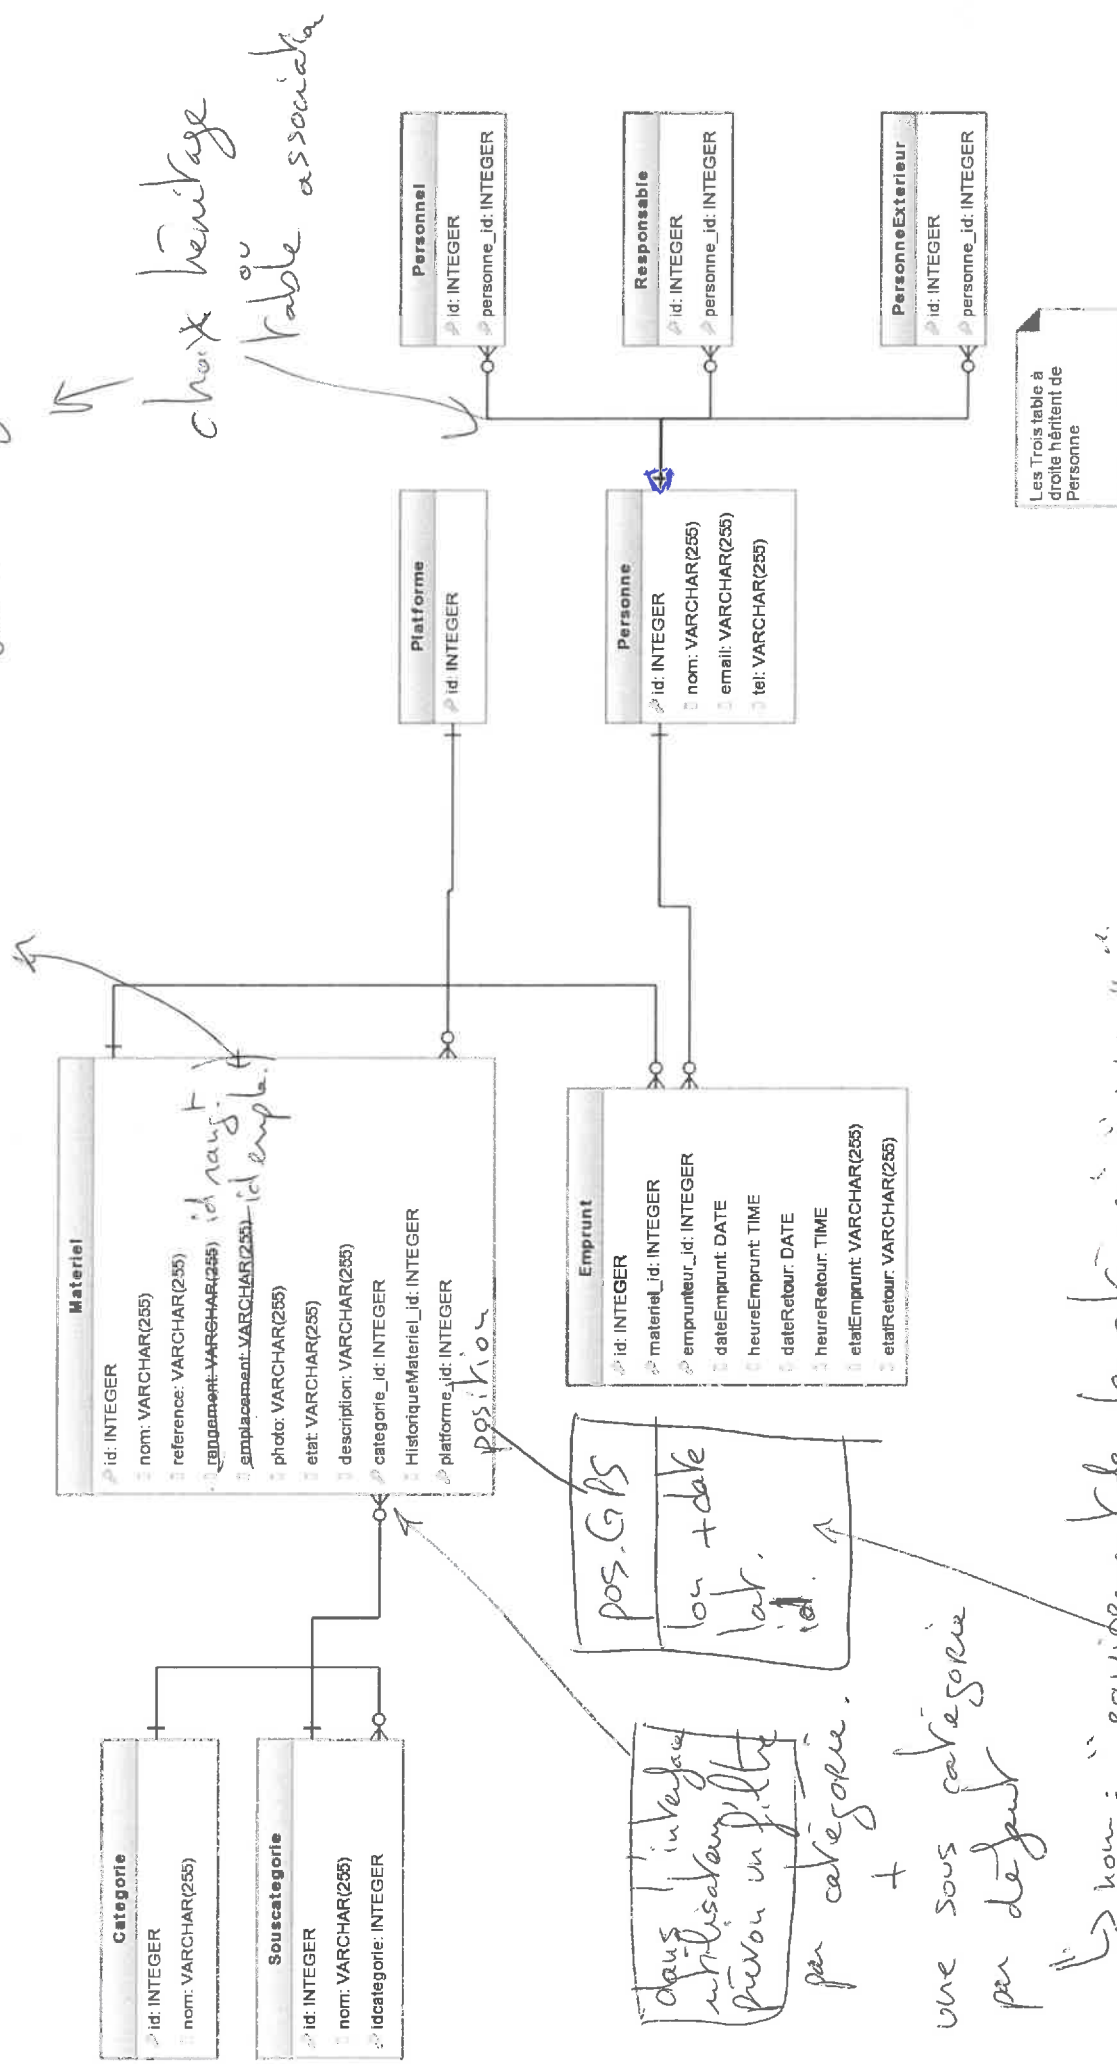 choix héritage
ou
table association
Categorie
id: INTEGER
nom: VARCHAR(255)
Souscategorie
id: INTEGER
nom: VARCHAR(255)
idcategorie: INTEGER
Materiel
id: INTEGER
nom: VARCHAR(255)
reference: VARCHAR(255)
rangement: VARCHAR(255) id rangt
emplacement: VARCHAR(255) id empla.
photo: VARCHAR(255)
etat: VARCHAR(255)
description: VARCHAR(255)
categorie_id: INTEGER
HistoriqueMateriel_id: INTEGER
platforme_id: INTEGER
position
Platforme
id: INTEGER
Personnel
id: INTEGER
personne_id: INTEGER
Responsable
id: INTEGER
personne_id: INTEGER
PersonneExterieur
id: INTEGER
personne_id: INTEGER
Personne
id: INTEGER
nom: VARCHAR(255)
email: VARCHAR(255)
tel: VARCHAR(255)
Emprunt
id: INTEGER
materiel_id: INTEGER
emprunteur_id: INTEGER
dateEmprunt: DATE
heureEmprunt: TIME
dateRetour: DATE
heureRetour: TIME
etatEmprunt: VARCHAR(255)
etatRetour: VARCHAR(255)
Les Trois table à
droite héritent de
Personne
pos. GPS
lon + date
lat.
id.
dans l'interface
utilisateur
prévoir un filtre
par catégorie.
+
une sous catégorie
par défaut
nom :